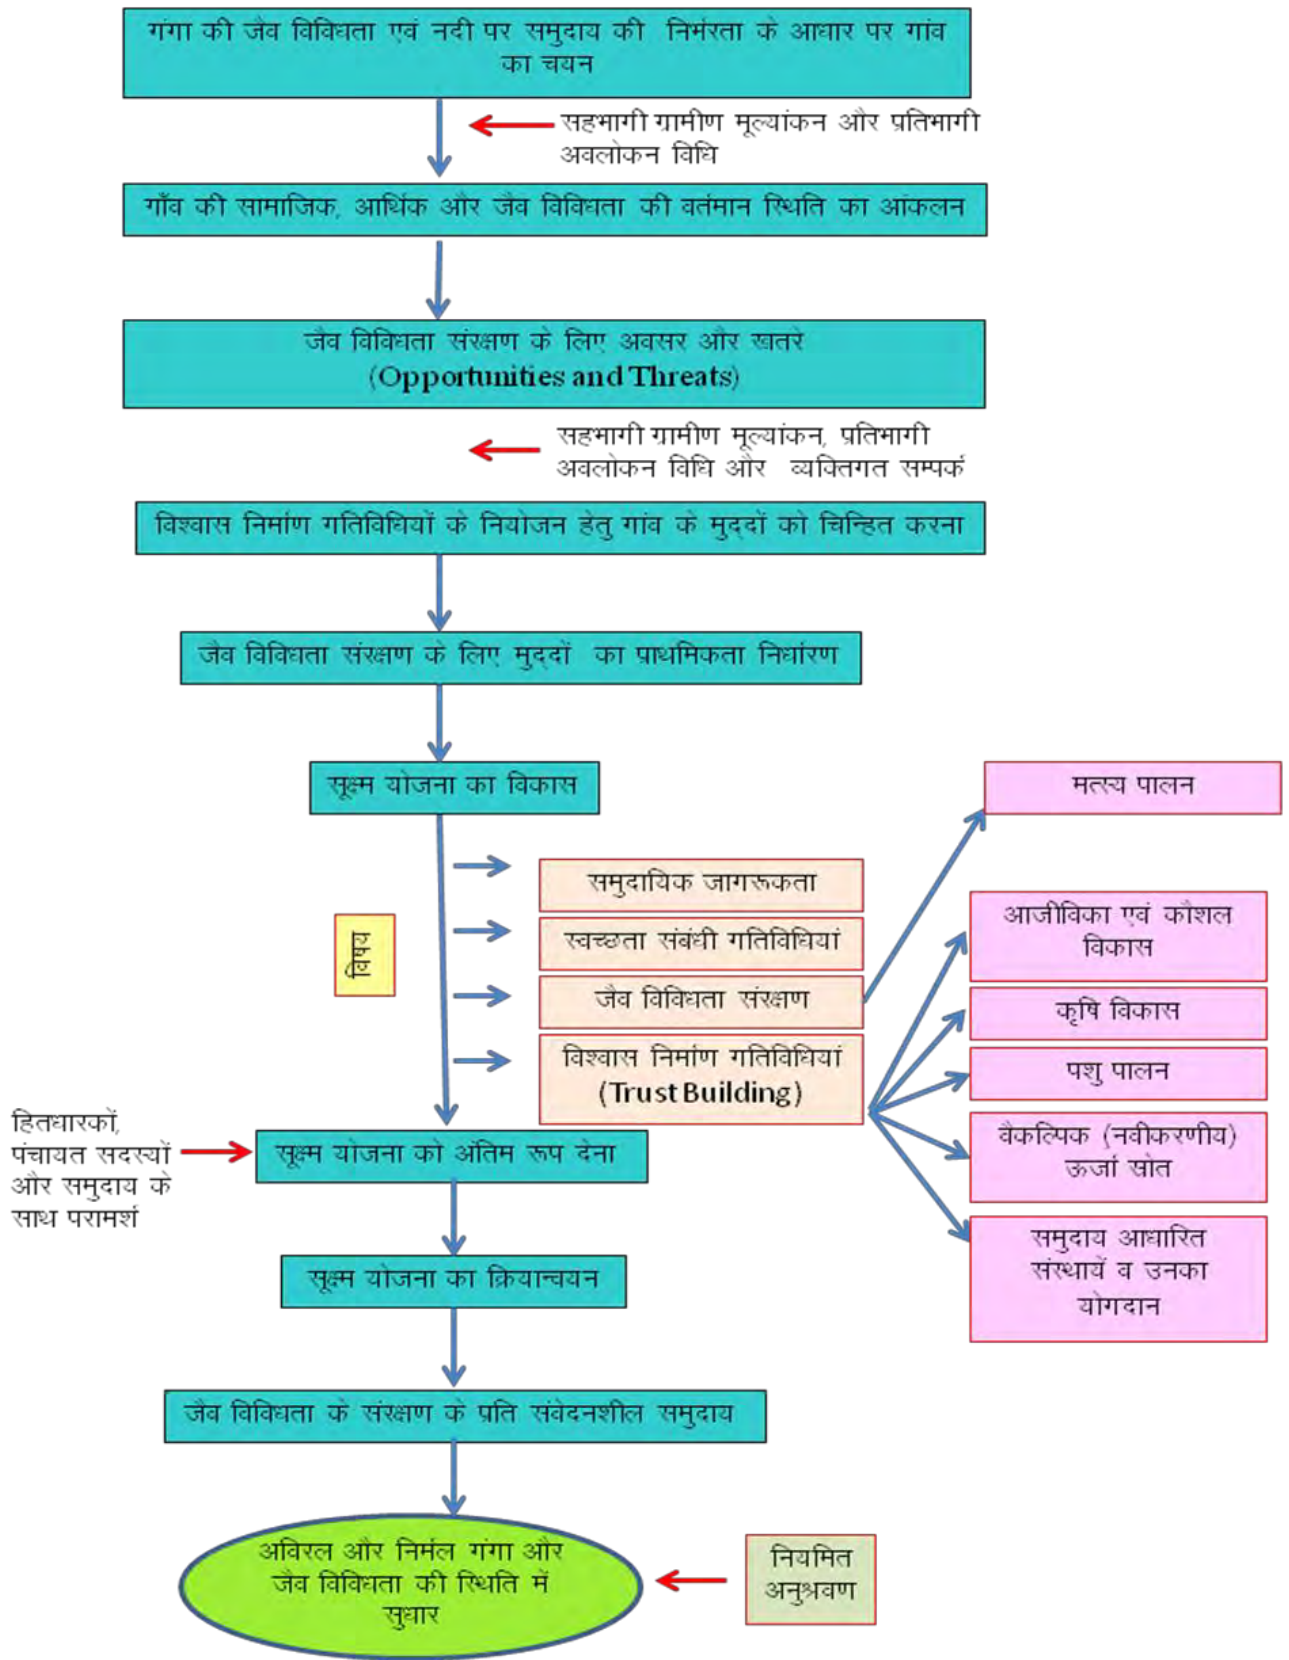 गंगा की जैव विविधता एवं नदी पर समुदाय की निर्भरता के आधार पर गांव
का चयन
सहभागी ग्रामीण मूल्यांकन और प्रतिभागी
अवलोकन विधि
गाँव की सामाजिक, आर्थिक और जैव विविधता की वर्तमान स्थिति का आंकलन
जैव विविधता संरक्षण के लिए अवसर और खतरे
(Opportunities and Threats)
सहभागी ग्रामीण मूल्यांकन, प्रतिभागी
अवलोकन विधि और व्यक्तिगत सम्पर्क
विश्वास निर्माण गतिविधियों के नियोजन हेतु गांव के मुद्दों को चिन्हित करना
जैव विविधता संरक्षण के लिए मुद्दों का प्राथमिकता निर्धारण
सूक्ष्म योजना का विकास
विषय
समुदायिक जागरूकता
स्वच्छता संबंधी गतिविधियां
जैव विविधता संरक्षण
विश्वास निर्माण गतिविधियां
(Trust Building)
मत्स्य पालन
आजीविका एवं कौशल
विकास
कृषि विकास
पशु पालन
वैकल्पिक (नवीकरणीय)
ऊर्जा स्रोत
समुदाय आधारित
संस्थायें व उनका
योगदान
हितधारकों,
पंचायत सदस्यों
और समुदाय के
साथ परामर्श
सूक्ष्म योजना को अंतिम रूप देना
सूक्ष्म योजना का क्रियान्वयन
जैव विविधता के संरक्षण के प्रति संवेदनशील समुदाय
अविरल और निर्मल गंगा और
जैव विविधता की स्थिति में
सुधार
नियमित
अनुश्रवण